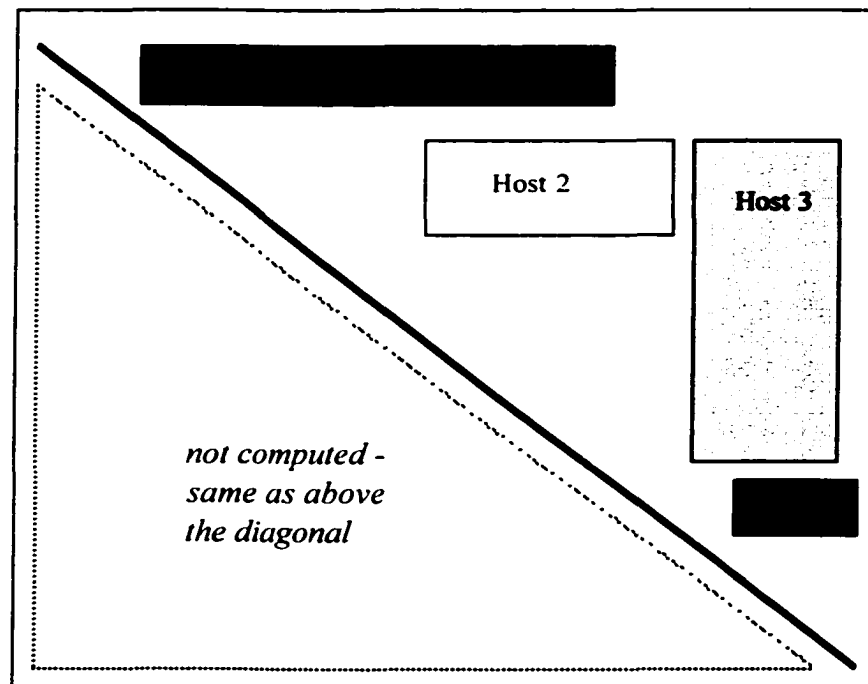 Host 2
Host 3
not computed -
same as above
the diagonal